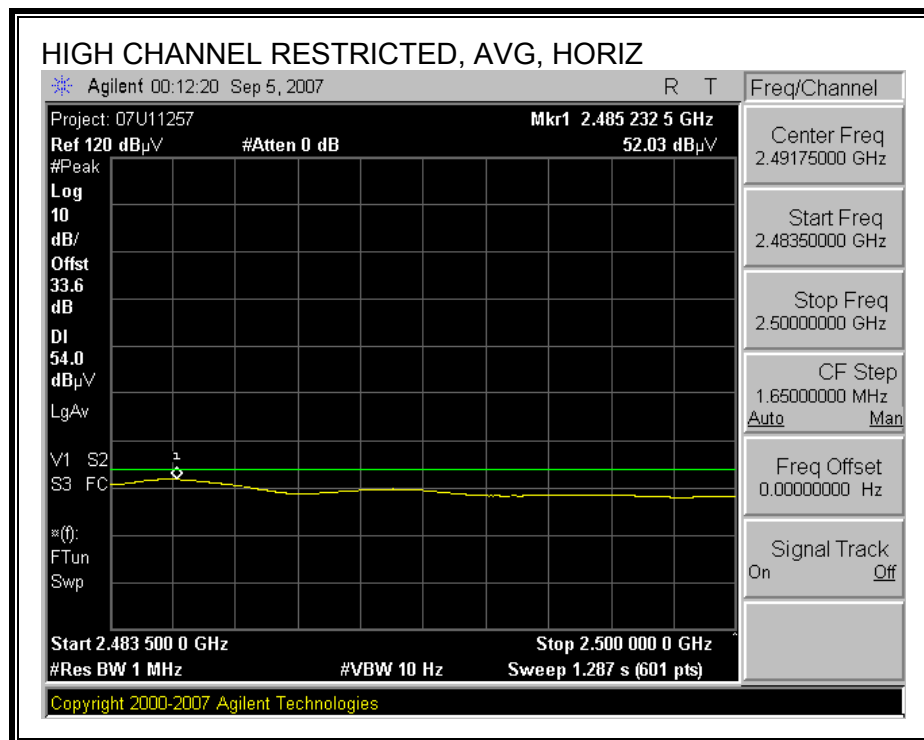 HIGH CHANNEL RESTRICTED, AVG, HORIZ
Agilent 00:12:20 Sep 5, 2007 R T
Freq/Channel
Project: 07U11257 Mkr1 2.485 232 5 GHz
Ref 120 dBµV #Atten 0 dB 52.03 dBµV
#Peak
Log
10
dB/
Offst
33.6
dB
DI
54.0
dBµV
LgAv
V1 S2
S3 FC
¤(f):
FTun
Swp
1
Start 2.483 500 0 GHz Stop 2.500 000 0 GHz
#Res BW 1 MHz #VBW 10 Hz Sweep 1.287 s (601 pts)
Copyright 2000-2007 Agilent Technologies
Center Freq
2.49175000 GHz
Start Freq
2.48350000 GHz
Stop Freq
2.50000000 GHz
CF Step
1.65000000 MHz
Auto Man
Freq Offset
0.00000000 Hz
Signal Track
On Off